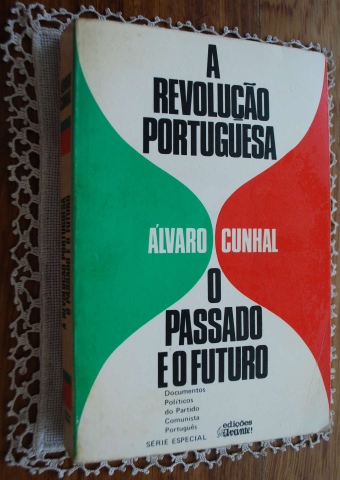 A
REVOLUÇÃO
PORTUGUESA
ÁLVARO CUNHAL
O
PASSADO
E O FUTURO
Documentos
Políticos
do Partido
Comunista
Português
SÉRIE ESPECIAL
edições
Avante!